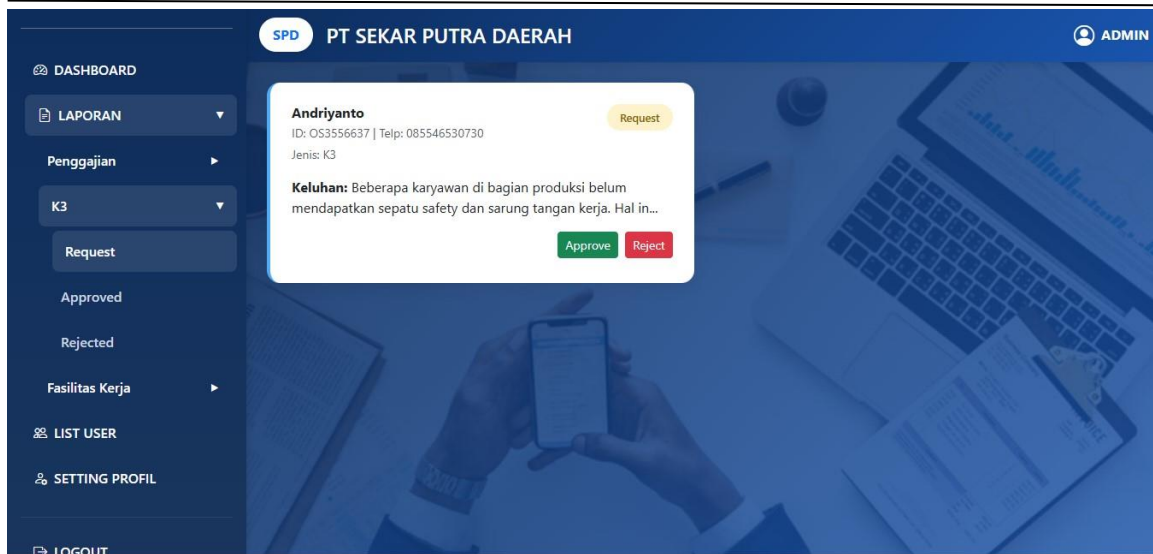 SPD PT SEKAR PUTRA DAERAH
ADMIN
DASHBOARD
LAPORAN
Penggajian
K3
Request
Approved
Rejected
Fasilitas Kerja
LIST USER
SETTING PROFIL
LOGOUT
Andriyanto
Request
ID: OS3556637 | Telp: 085546530730
Jenis: K3
Keluhan: Beberapa karyawan di bagian produksi belum
mendapatkan sepatu safety dan sarung tangan kerja. Hal in...
Approve Reject